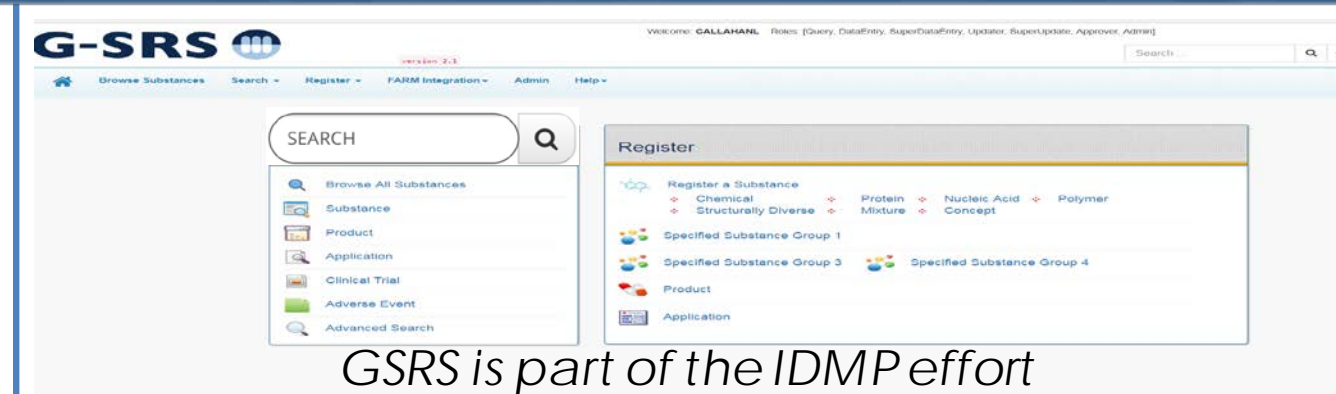 G-SRS
Welcome: GALLAHANL Roles: [Query, DataEntry, SuperDataEntry, Updater, SuperUpdate, Approver, Admin]
version 2.1
Search ...
Browse Substances Search Register FARM Integration Admin Help
SEARCH
Browse All Substances
Substance
Product
Application
Clinical Trial
Adverse Event
Advanced Search
Register
Register a Substance
Chemical Protein Nucleic Acid Polymer
Structurally Diverse Mixture Concept
Specified Substance Group 1
Specified Substance Group 3 Specified Substance Group 4
Product
Application
GSRS is part of the IDMP effort